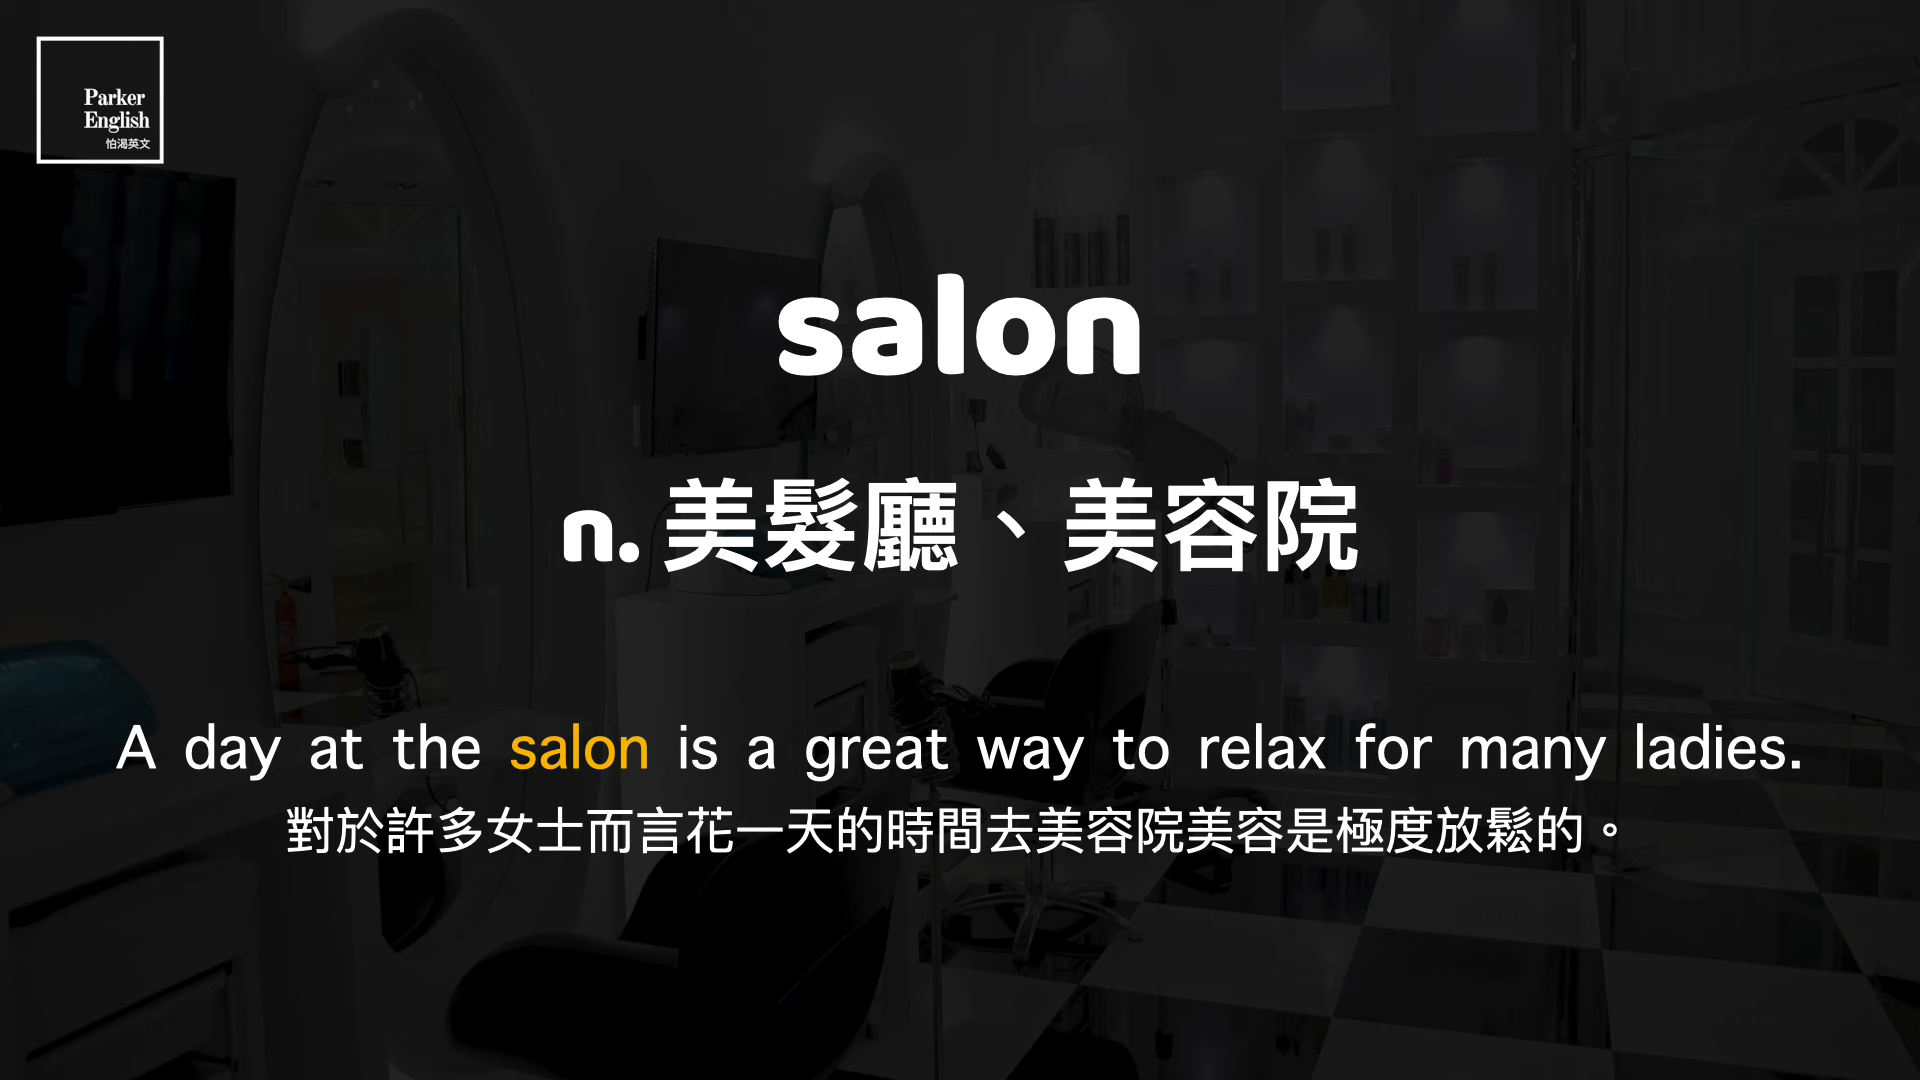 Parker
English
怕渴英文
salon
n. 美髮廳、美容院
A day at the salon is a great way to relax for many ladies.
對於許多女士而言花一天的時間去美容院美容是極度放鬆的。